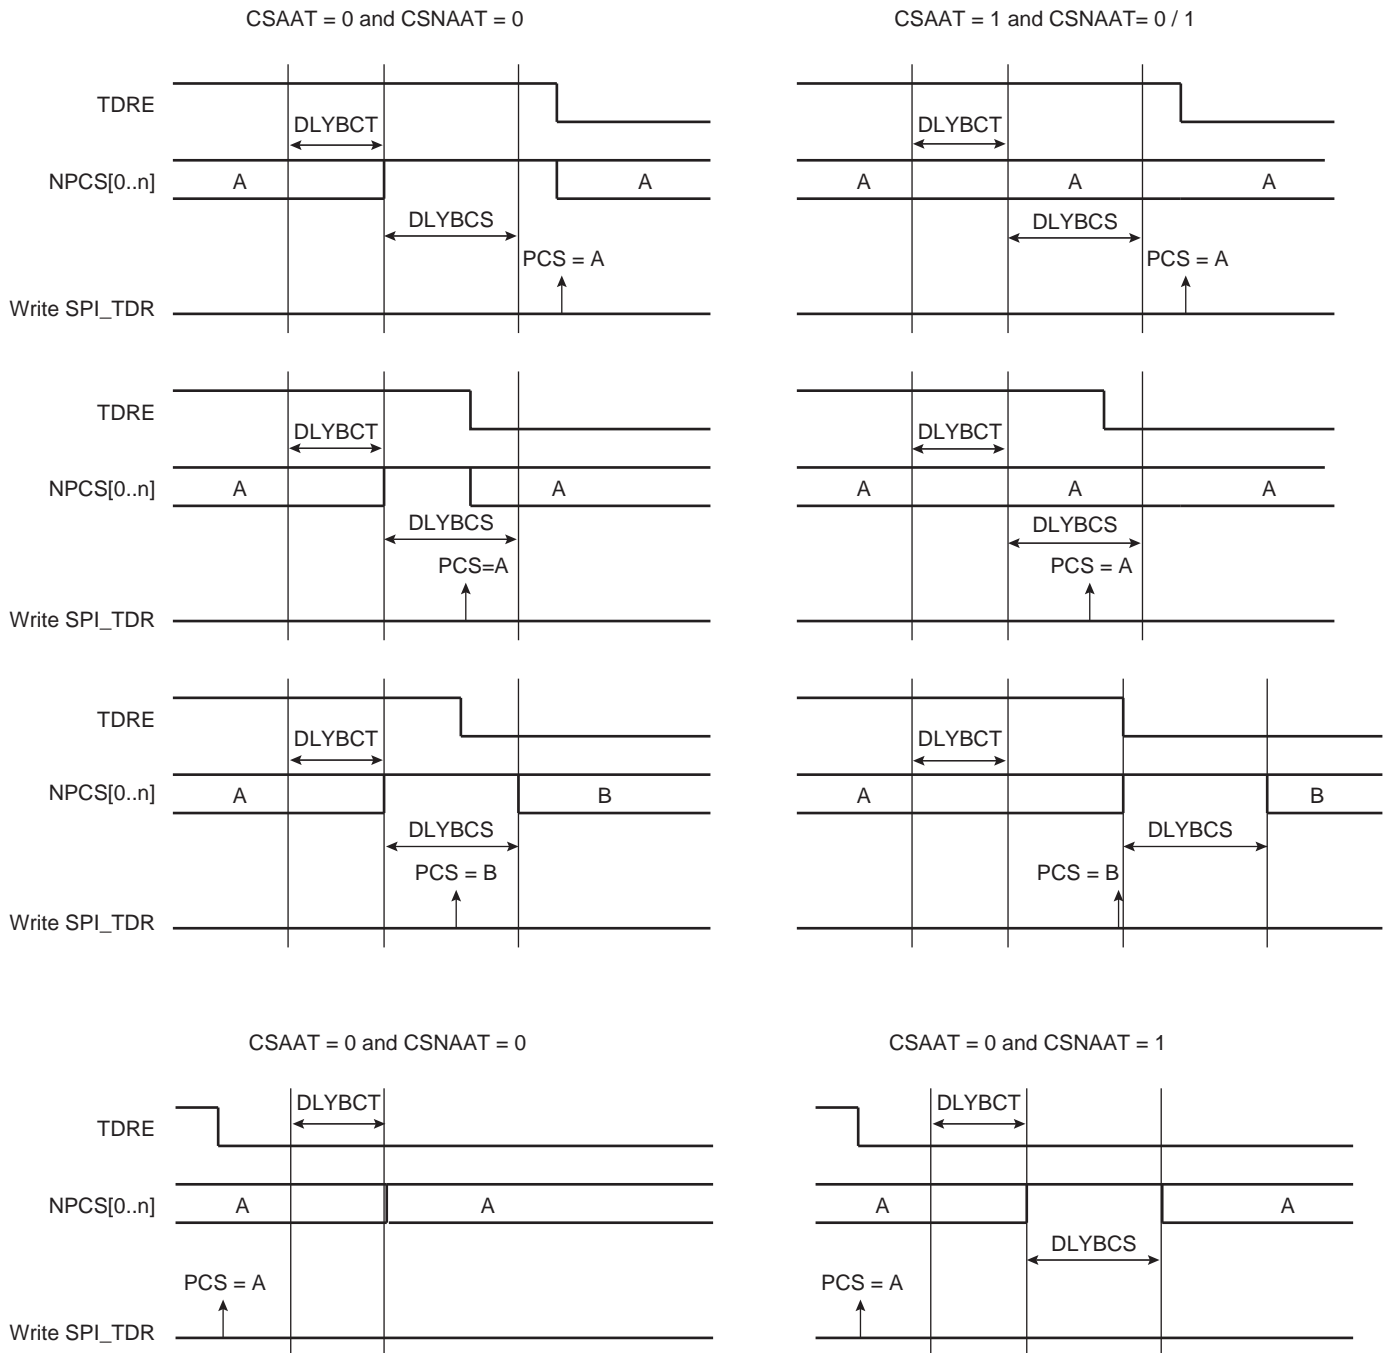 CSAAT = 0 and CSNAAT = 0
CSAAT = 1 and CSNAAT= 0 / 1
TDRE
DLYBCT
DLYBCT
NPCS[0..n]
A
A
A
A
A
DLYBCS
DLYBCS
PCS = A
PCS = A
Write SPI_TDR
TDRE
DLYBCT
DLYBCT
NPCS[0..n]
A
A
A
A
A
DLYBCS
DLYBCS
PCS=A
PCS = A
Write SPI_TDR
TDRE
DLYBCT
DLYBCT
NPCS[0..n]
A
B
A
B
DLYBCS
DLYBCS
PCS = B
PCS = B
Write SPI_TDR
CSAAT = 0 and CSNAAT = 0
CSAAT = 0 and CSNAAT = 1
DLYBCT
DLYBCT
TDRE
NPCS[0..n]
A
A
A
A
DLYBCS
PCS = A
PCS = A
Write SPI_TDR